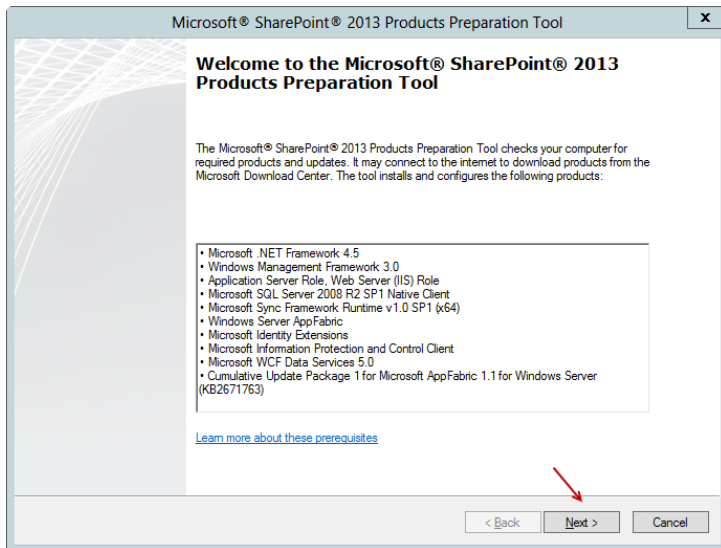 Microsoft® SharePoint® 2013 Products Preparation Tool
x
Welcome to the Microsoft® SharePoint® 2013
Products Preparation Tool
The Microsoft® SharePoint® 2013 Products Preparation Tool checks your computer for
required products and updates. It may connect to the internet to download products from the
Microsoft Download Center. The tool installs and configures the following products:
• Microsoft .NET Framework 4.5
• Windows Management Framework 3.0
• Application Server Role, Web Server (IIS) Role
• Microsoft SQL Server 2008 R2 SP1 Native Client
• Microsoft Sync Framework Runtime v1.0 SP1 (x64)
• Windows Server AppFabric
• Microsoft Identity Extensions
• Microsoft Information Protection and Control Client
• Microsoft WCF Data Services 5.0
• Cumulative Update Package 1 for Microsoft AppFabric 1.1 for Windows Server
(KB2671763)
Learn more about these prerequisites
< Back Next > Cancel